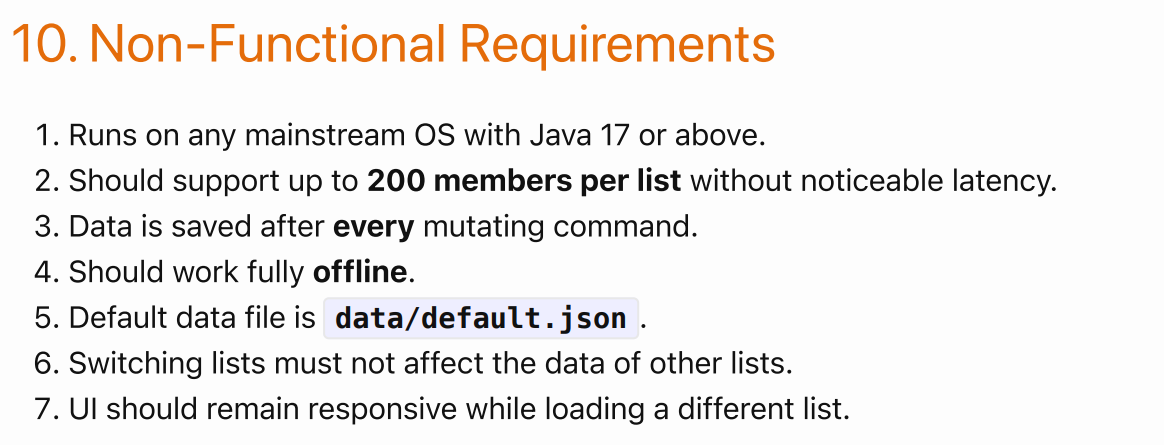 10. Non-Functional Requirements
1. Runs on any mainstream OS with Java 17 or above.
2. Should support up to 200 members per list without noticeable latency.
3. Data is saved after every mutating command.
4. Should work fully offline.
5. Default data file is data/default.json .
6. Switching lists must not affect the data of other lists.
7. UI should remain responsive while loading a different list.